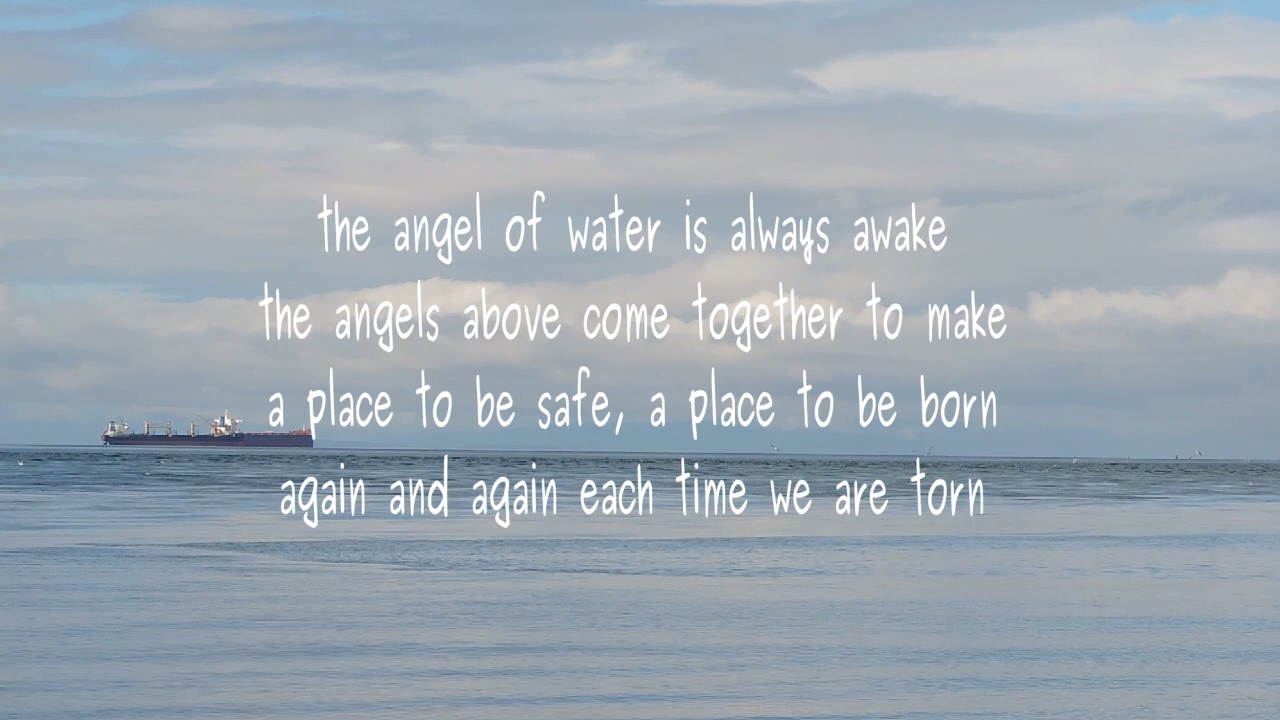 the angel of water is always awake
the angels above come together to make
a place to be safe, a place to be born
again and again each time we are torn